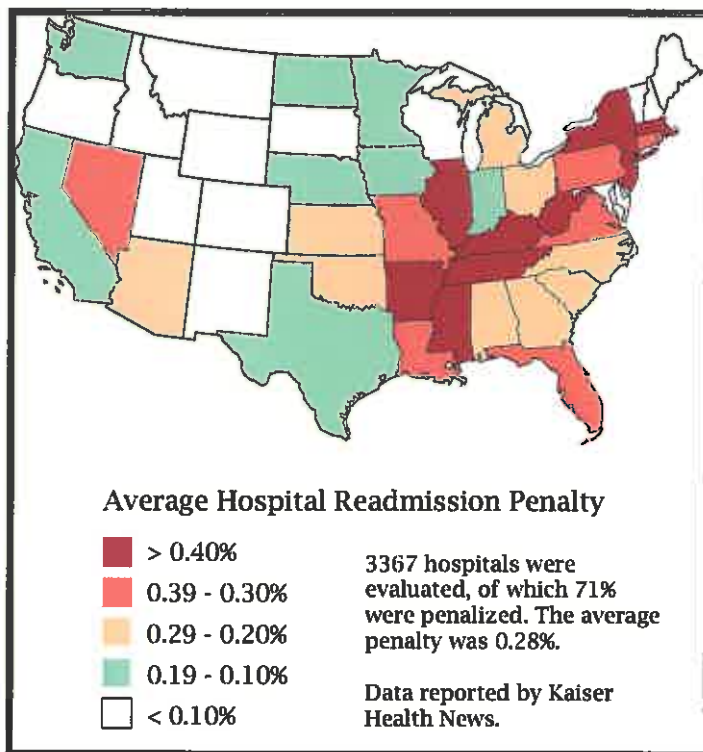 Average Hospital Readmission Penalty
> 0.40%
0.39 - 0.30%
0.29 - 0.20%
0.19 - 0.10%
< 0.10%
3367 hospitals were
evaluated, of which 71%
were penalized. The average
penalty was 0.28%.
Data reported by Kaiser
Health News.